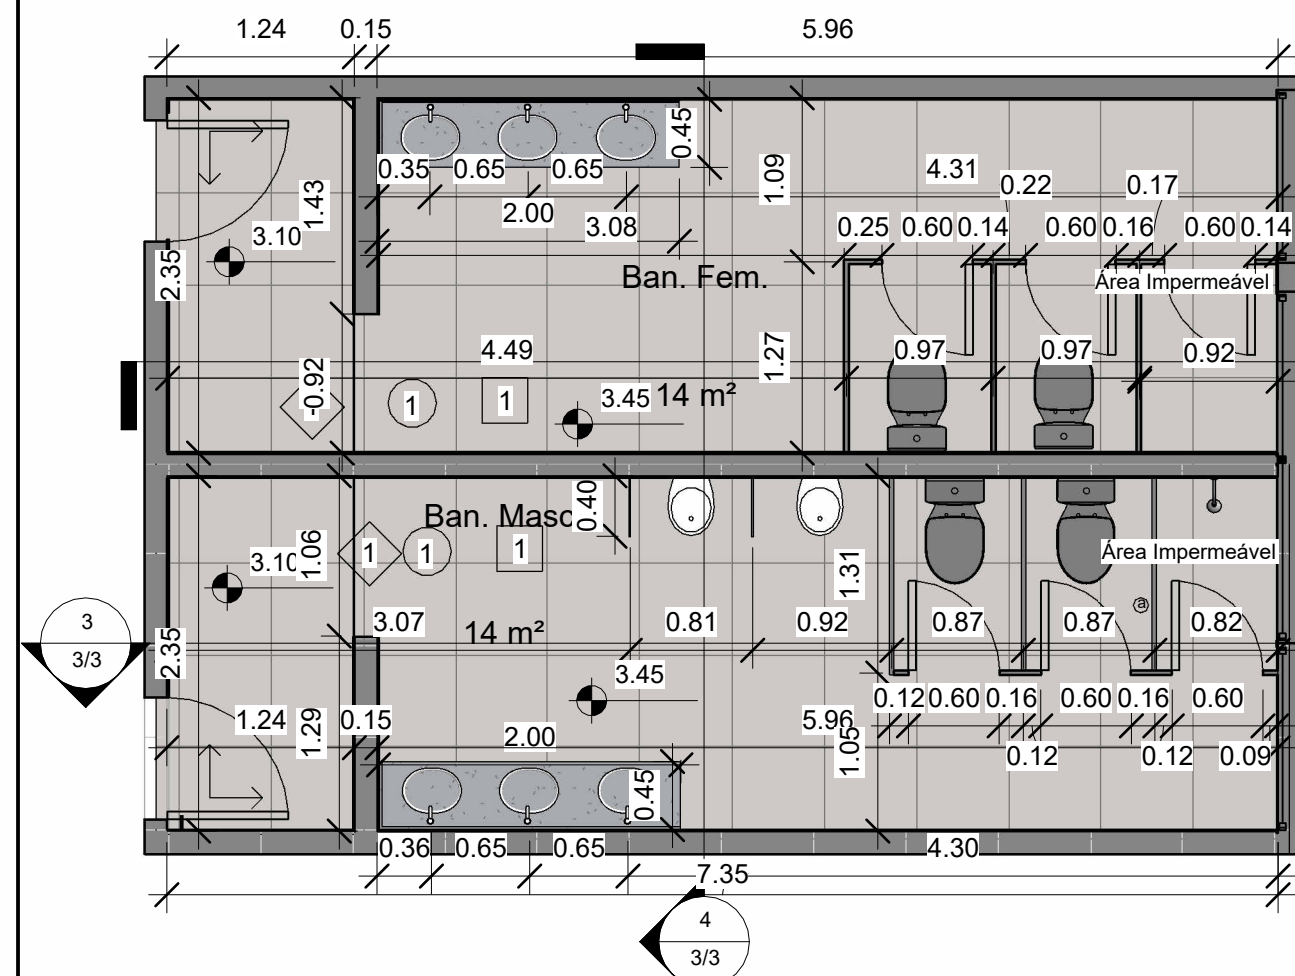 1.24 0.15 5.96
0.45
0.35 0.65 0.65
1.09
4.31
0.22 0.17
1.43
2.00
3.08
0.25 0.60 0.14 0.60 0.16 0.60 0.14
3.10
2.35
Ban. Fem.
Área Impermeável
4.49
1.27
0.97 0.97 0.92
-0.92
1 1
3.45 14 m²
0.40
Ban. Masc
1.06
3.10
1 1 1
1.31
Área Impermeável
a
3
3/3
2.35
3.07
14 m²
0.81 0.92 0.87 0.87 0.82
3.45
0.12 0.60 0.16 0.60 0.16 0.60
1.24 1.29 0.15
5.96
1.05
2.00
0.12 0.12 0.09
0.45
0.36 0.65 0.65 4.30
7.35
4
3/3